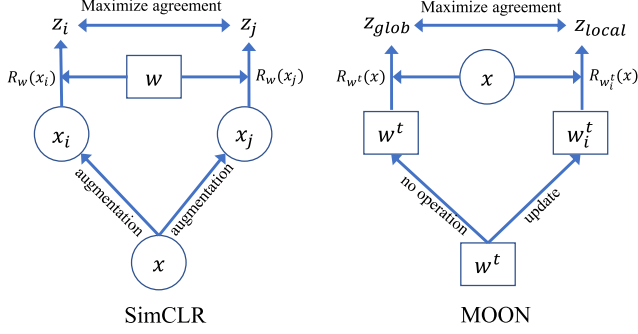 Maximize agreement
z_i
z_j
R_w(x_i)
w
R_w(x_j)
x_i
x_j
augmentation
augmentation
x
SimCLR
Maximize agreement
z_glob
z_local
R_{w^t}(x)
x
R_{w_i^t}(x)
w^t
w_i^t
no operation
update
w^t
MOON